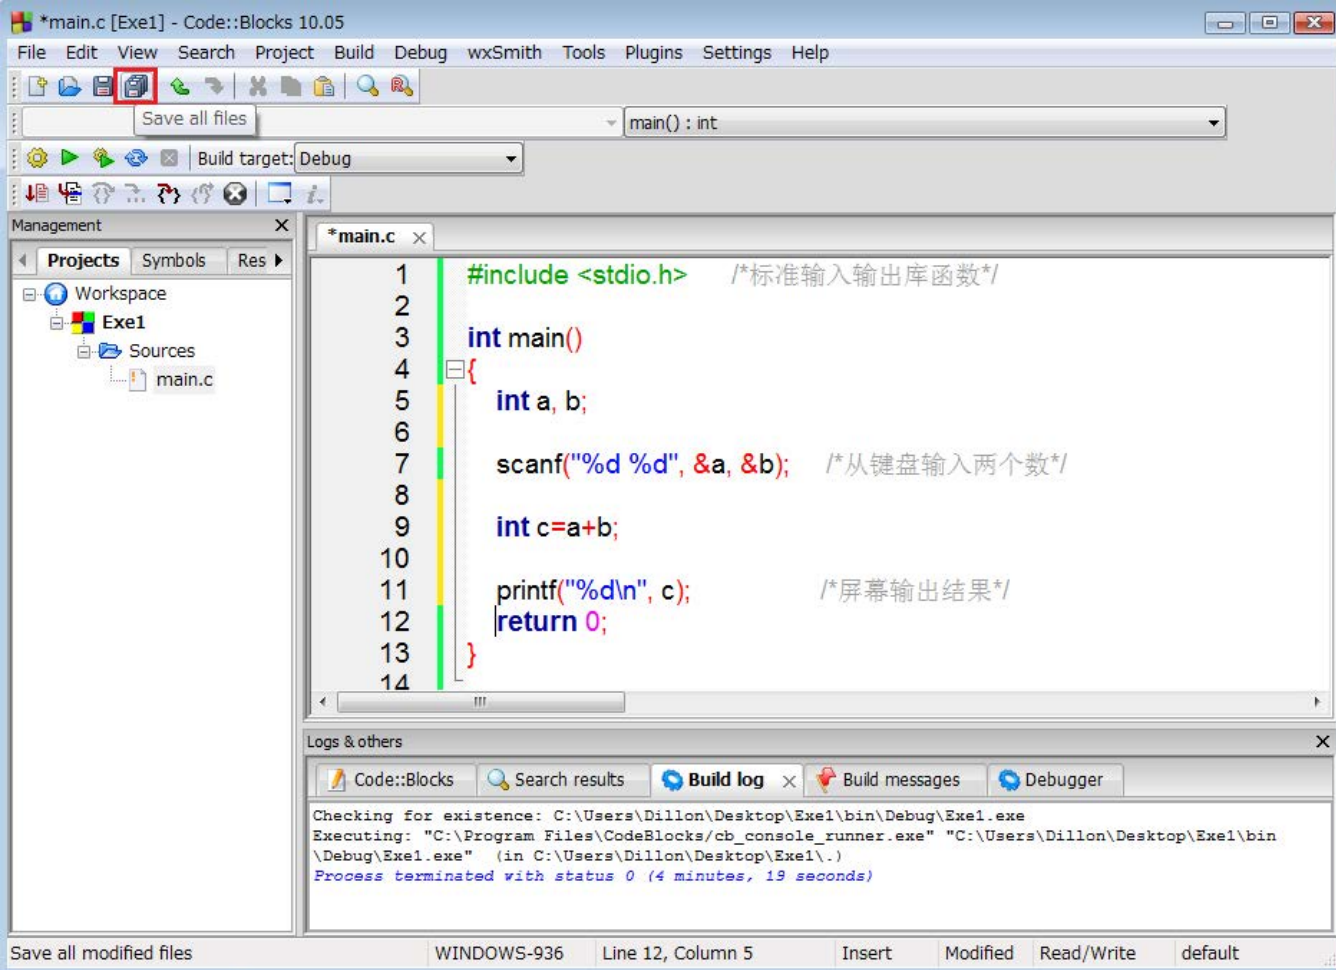 *main.c [Exe1] - Code::Blocks 10.05
File Edit View Search Project Build Debug wxSmith Tools Plugins Settings Help
Save all files
main() : int
Build target: Debug
Management
Projects Symbols Res
*main.c
Workspace
Exe1
Sources
main.c
1 #include <stdio.h> /*标准输入输出库函数*/
2
3 int main()
4 {
5 int a, b;
6
7 scanf("%d %d", &a, &b); /*从键盘输入两个数*/
8
9 int c=a+b;
10
11 printf("%d\n", c); /*屏幕输出结果*/
12 return 0;
13 }
14
Logs & others
Code::Blocks Search results Build log Build messages Debugger
Checking for existence: C:\Users\Dillon\Desktop\Exe1\bin\Debug\Exe1.exe
Executing: "C:\Program Files\CodeBlocks/cb_console_runner.exe" "C:\Users\Dillon\Desktop\Exe1\bin
\Debug\Exe1.exe" (in C:\Users\Dillon\Desktop\Exe1\.)
Process terminated with status 0 (4 minutes, 19 seconds)
Save all modified files WINDOWS-936 Line 12, Column 5 Insert Modified Read/Write default